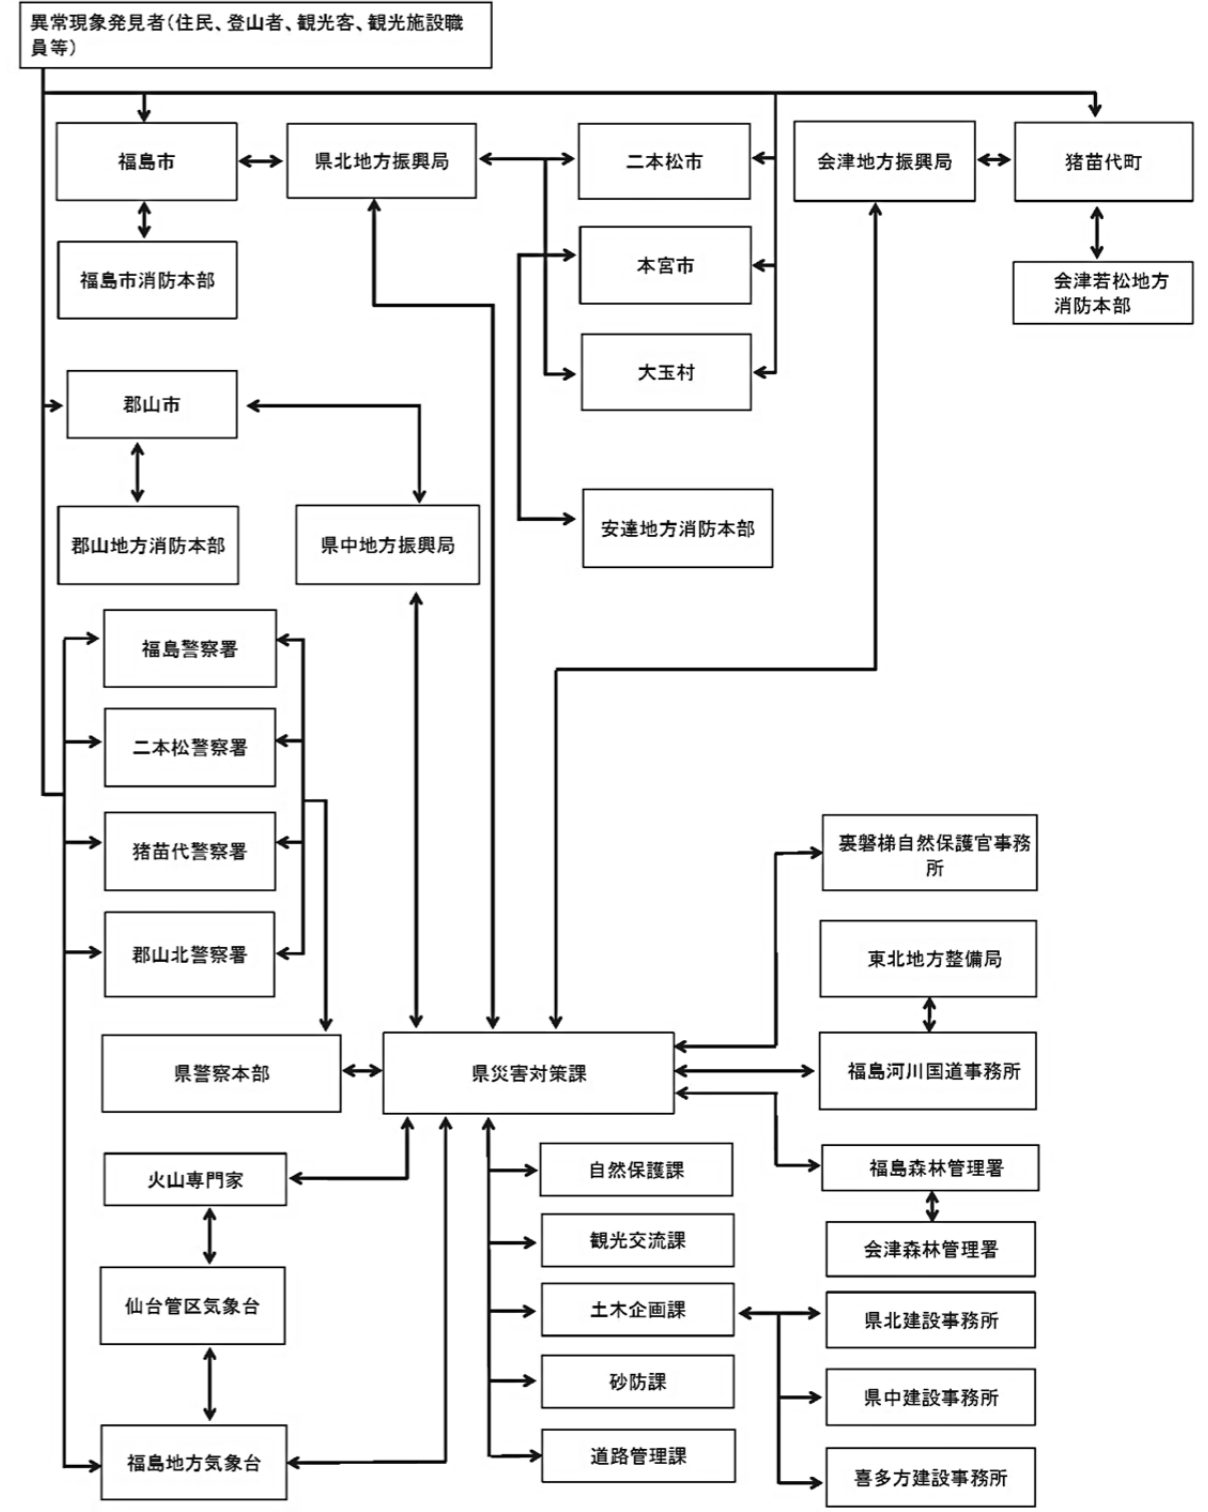 異常現象発見者(住民、登山者、観光客、観光施設職
員等)
福島市
県北地方振興局
二本松市
会津地方振興局
猪苗代町
福島市消防本部
本宮市
会津若松地方
消防本部
大玉村
郡山市
郡山地方消防本部
県中地方振興局
安達地方消防本部
福島警察署
二本松警察署
猪苗代警察署
郡山北警察署
裏磐梯自然保護官事務
所
東北地方整備局
県警察本部
県災害対策課
福島河川国道事務所
火山専門家
自然保護課
福島森林管理署
観光交流課
会津森林管理署
仙台管区気象台
土木企画課
県北建設事務所
砂防課
県中建設事務所
福島地方気象台
道路管理課
喜多方建設事務所